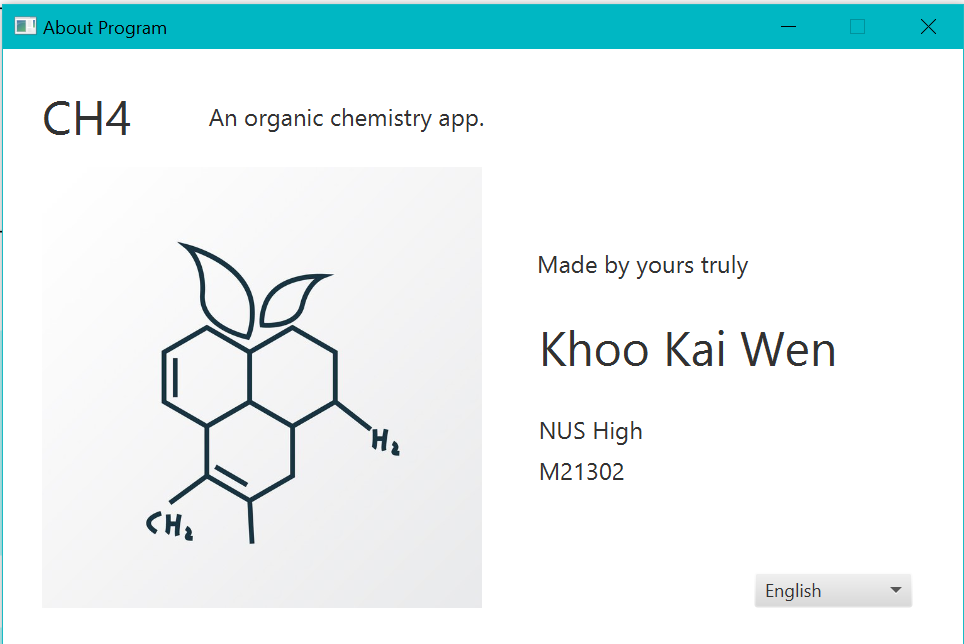 About Program
CH4
An organic chemistry app.
Made by yours truly
Khoo Kai Wen
H2
NUS High
M21302
CH2
English